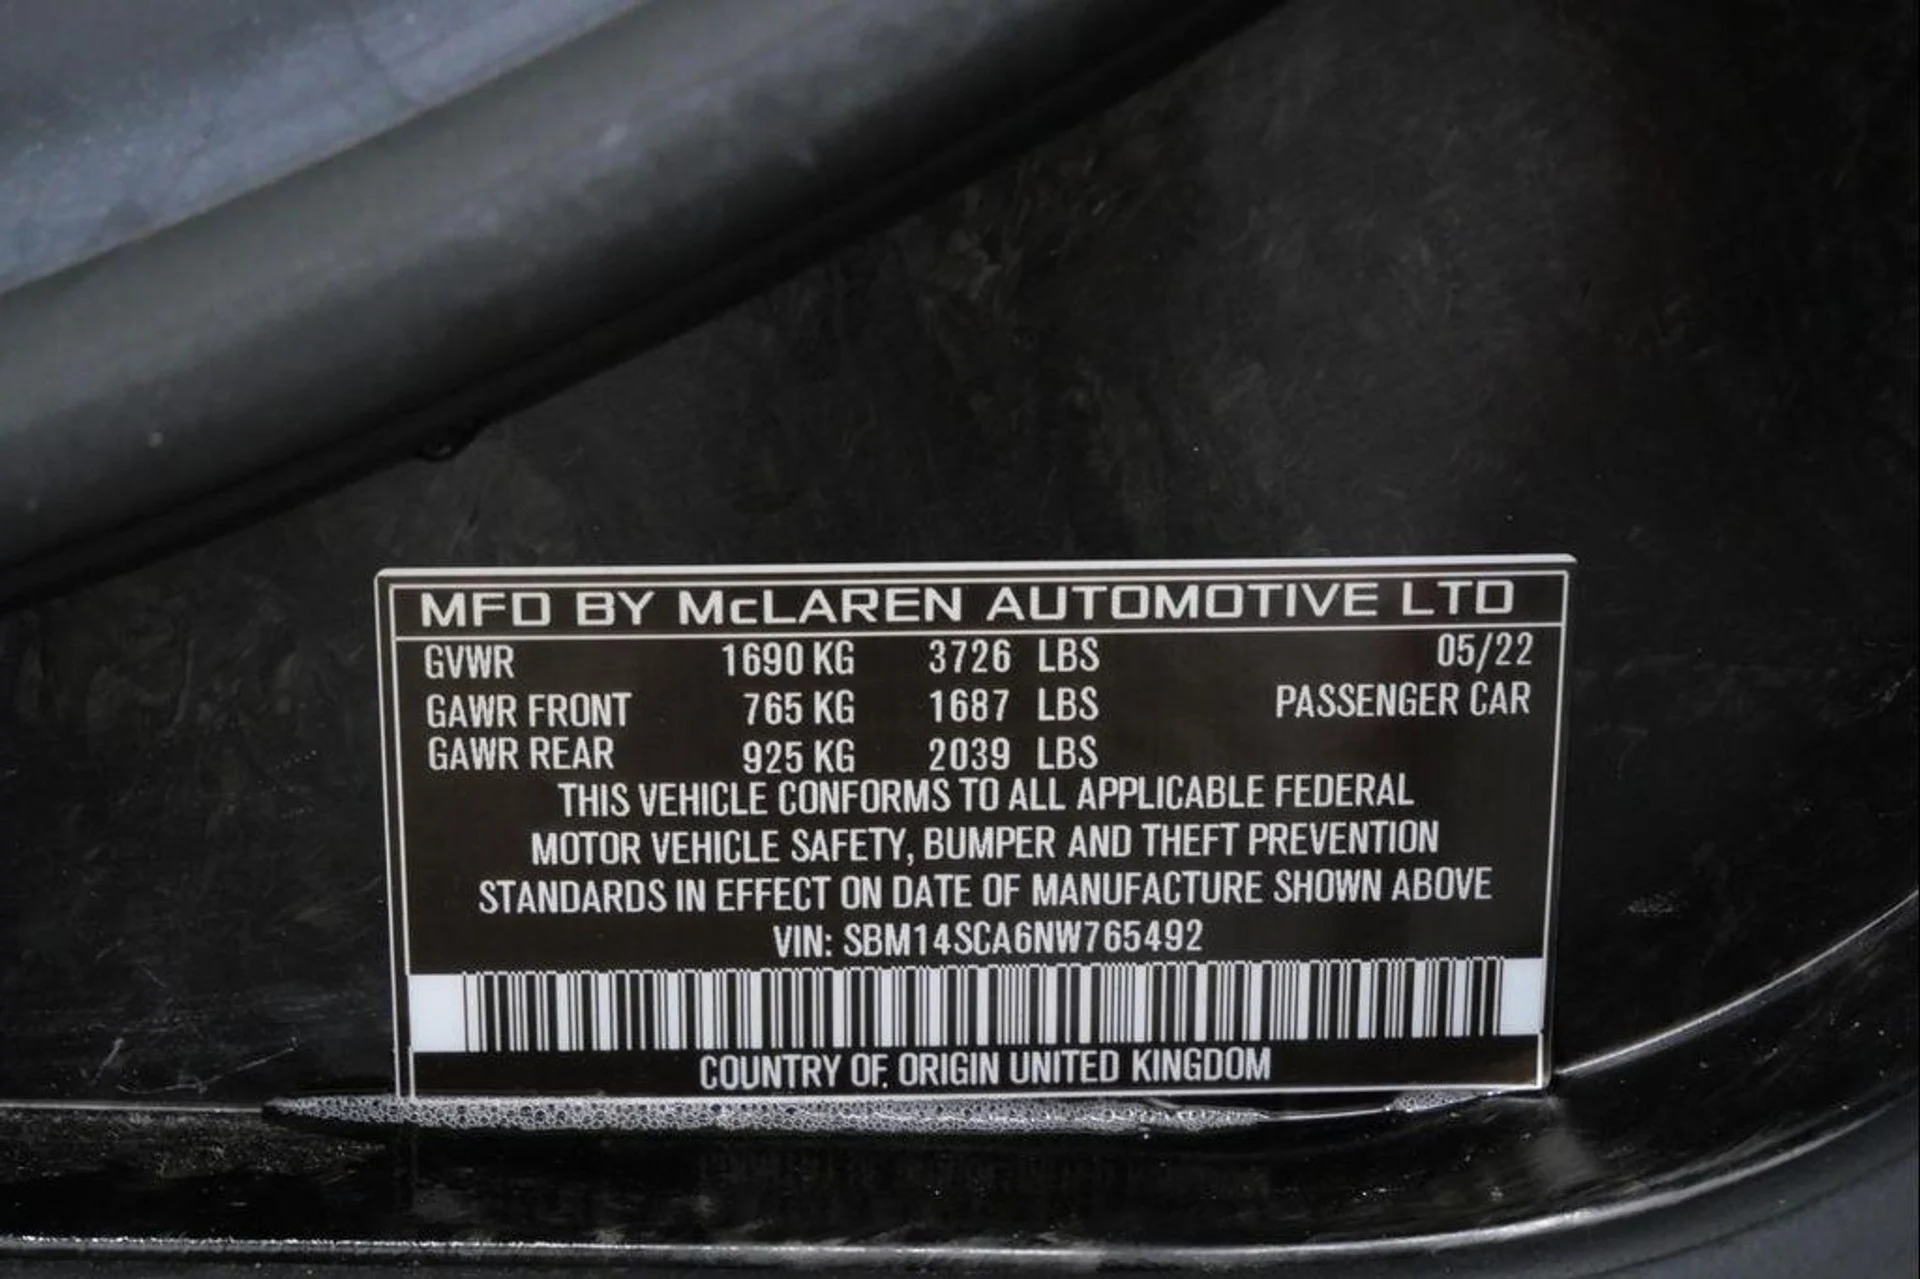 MFD BY McLAREN AUTOMOTIVE LTD
GVWR 1690 KG 3726 LBS 05/22
GAWR FRONT 765 KG 1687 LBS PASSENGER CAR
GAWR REAR 925 KG 2039 LBS
THIS VEHICLE CONFORMS TO ALL APPLICABLE FEDERAL
MOTOR VEHICLE SAFETY, BUMPER AND THEFT PREVENTION
STANDARDS IN EFFECT ON DATE OF MANUFACTURE SHOWN ABOVE
VIN: SBM14SCA6NW765492
COUNTRY OF ORIGIN UNITED KINGDOM